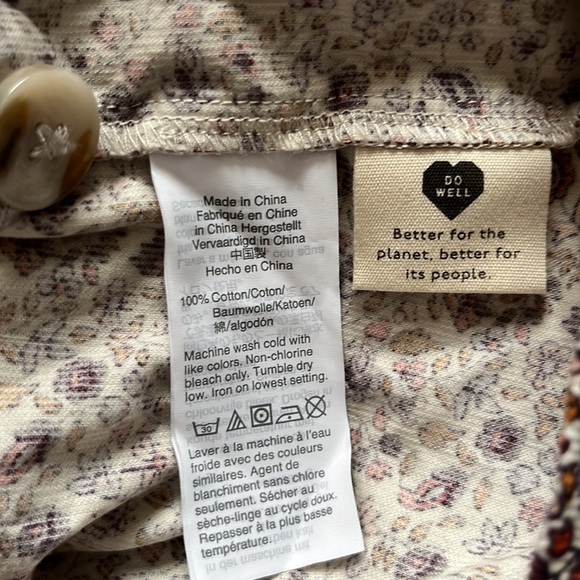 Made in China
Fabriqué en Chine
in China Hergestellt
Vervaardigd in China
中国製
Hecho en China
100% Cotton/Coton/
Baumwolle/Katoen/
綿/algodón
Machine wash cold with
like colors. Non-chlorine
bleach only. Tumble dry
low. Iron on lowest setting.
30
Laver à la machine à l'eau
froide avec des couleurs
similaires. Agent de
blanchiment sans chlore
seulement. Sécher au
sèche-linge au cycle doux.
Repasser à la plus basse
température.
DO
WELL
Better for the
planet, better for
its people.